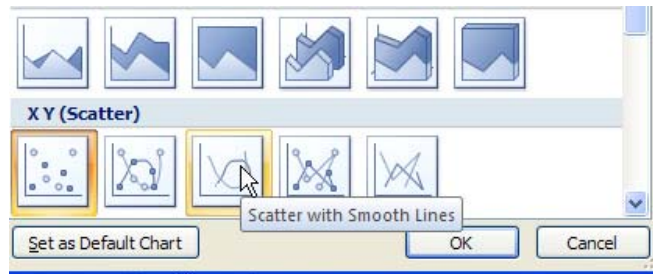 X Y (Scatter)
Scatter with Smooth Lines
Set as Default Chart
OK
Cancel